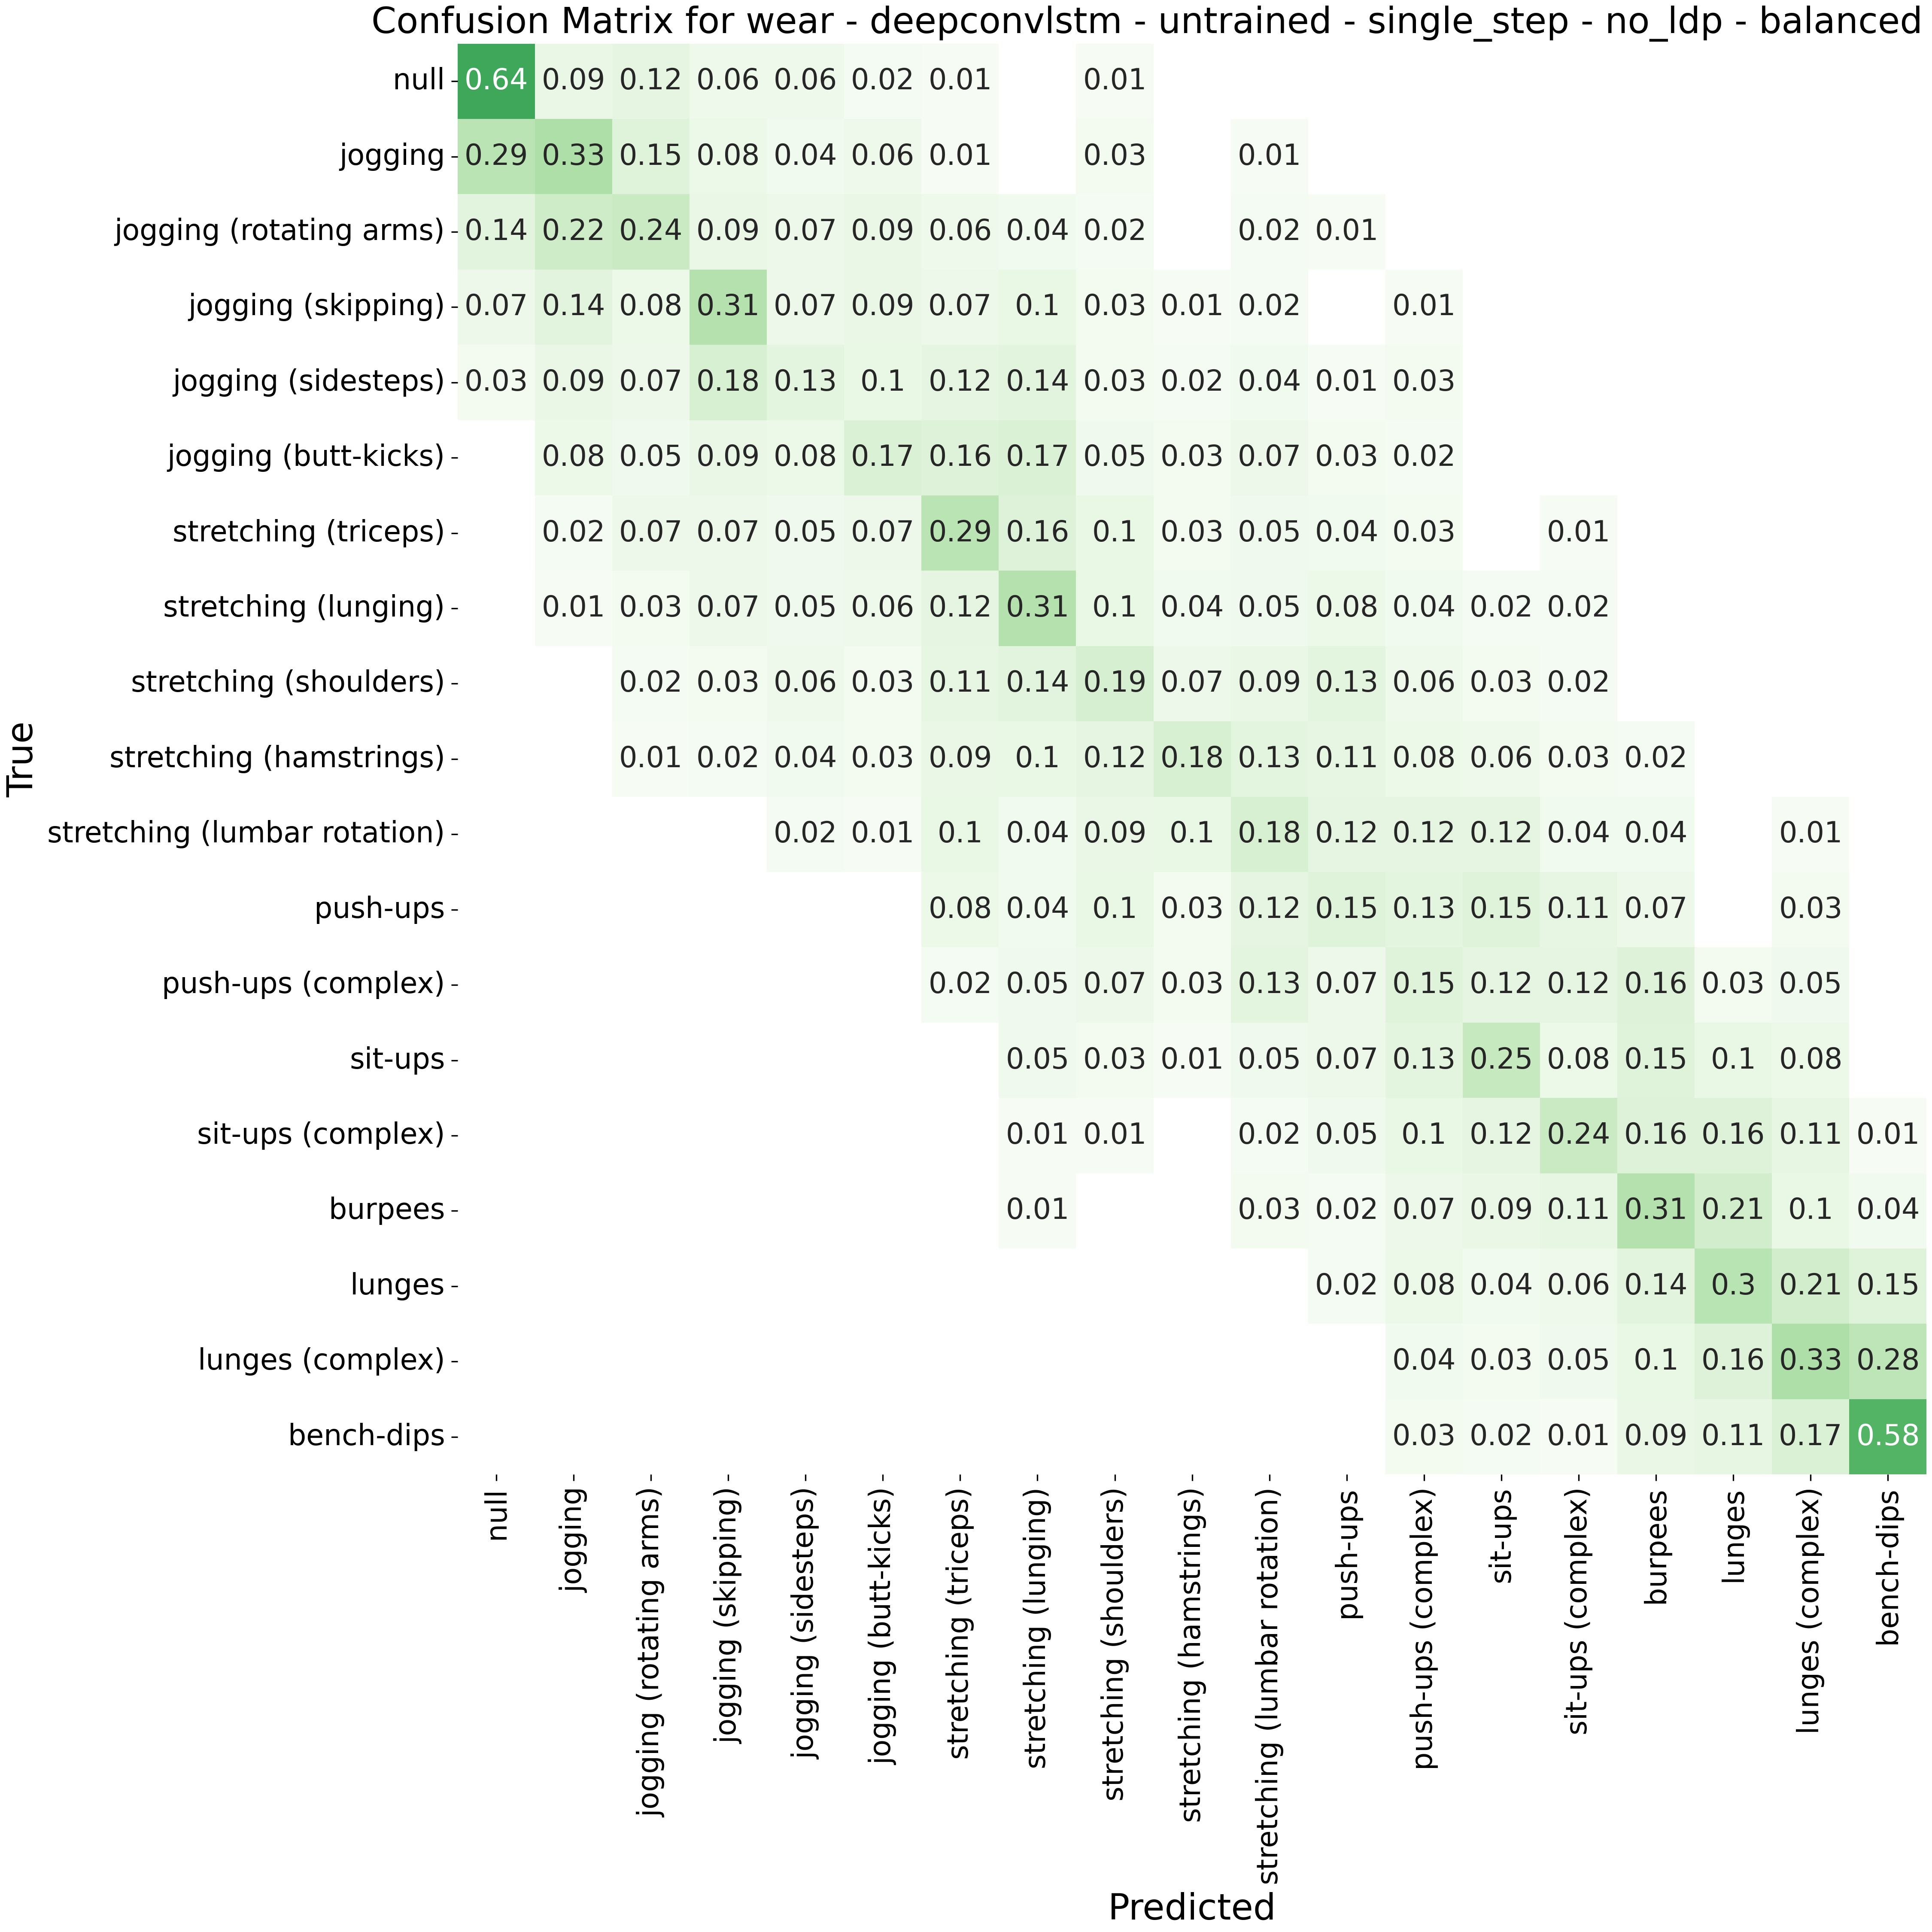 Confusion Matrix for wear - deepconvlstm - untrained - single_step - no_ldp - balanced
null 0.64 0.09 0.12 0.06 0.06 0.02 0.01 0.01
jogging 0.29 0.33 0.15 0.08 0.04 0.06 0.01 0.03 0.01
jogging (rotating arms) 0.14 0.22 0.24 0.09 0.07 0.09 0.06 0.04 0.02 0.02 0.01
jogging (skipping) 0.07 0.14 0.08 0.31 0.07 0.09 0.07 0.1 0.03 0.01 0.02 0.01
jogging (sidesteps) 0.03 0.09 0.07 0.18 0.13 0.1 0.12 0.14 0.03 0.02 0.04 0.01 0.03
jogging (butt-kicks) 0.08 0.05 0.09 0.08 0.17 0.16 0.17 0.05 0.03 0.07 0.03 0.02
stretching (triceps) 0.02 0.07 0.07 0.05 0.07 0.29 0.16 0.1 0.03 0.05 0.04 0.03 0.01
stretching (lunging) 0.01 0.03 0.07 0.05 0.06 0.12 0.31 0.1 0.04 0.05 0.08 0.04 0.02 0.02
stretching (shoulders) 0.02 0.03 0.06 0.03 0.11 0.14 0.19 0.07 0.09 0.13 0.06 0.03 0.02
stretching (hamstrings) 0.01 0.02 0.04 0.03 0.09 0.1 0.12 0.18 0.13 0.11 0.08 0.06 0.03 0.02
stretching (lumbar rotation) 0.02 0.01 0.1 0.04 0.09 0.1 0.18 0.12 0.12 0.12 0.04 0.04 0.01
push-ups 0.08 0.04 0.1 0.03 0.12 0.15 0.13 0.15 0.11 0.07 0.03
push-ups (complex) 0.02 0.05 0.07 0.03 0.13 0.07 0.15 0.12 0.12 0.16 0.03 0.05
sit-ups 0.05 0.03 0.01 0.05 0.07 0.13 0.25 0.08 0.15 0.1 0.08
sit-ups (complex) 0.01 0.01 0.02 0.05 0.1 0.12 0.24 0.16 0.16 0.11 0.01
burpees 0.01 0.03 0.02 0.07 0.09 0.11 0.31 0.21 0.1 0.04
lunges 0.02 0.08 0.04 0.06 0.14 0.3 0.21 0.15
lunges (complex) 0.04 0.03 0.05 0.1 0.16 0.33 0.28
bench-dips 0.03 0.02 0.01 0.09 0.11 0.17 0.58
True
null
jogging
jogging (rotating arms)
jogging (skipping)
jogging (sidesteps)
jogging (butt-kicks)
stretching (triceps)
stretching (lunging)
stretching (shoulders)
stretching (hamstrings)
stretching (lumbar rotation)
push-ups
push-ups (complex)
sit-ups
sit-ups (complex)
burpees
lunges
lunges (complex)
bench-dips
Predicted